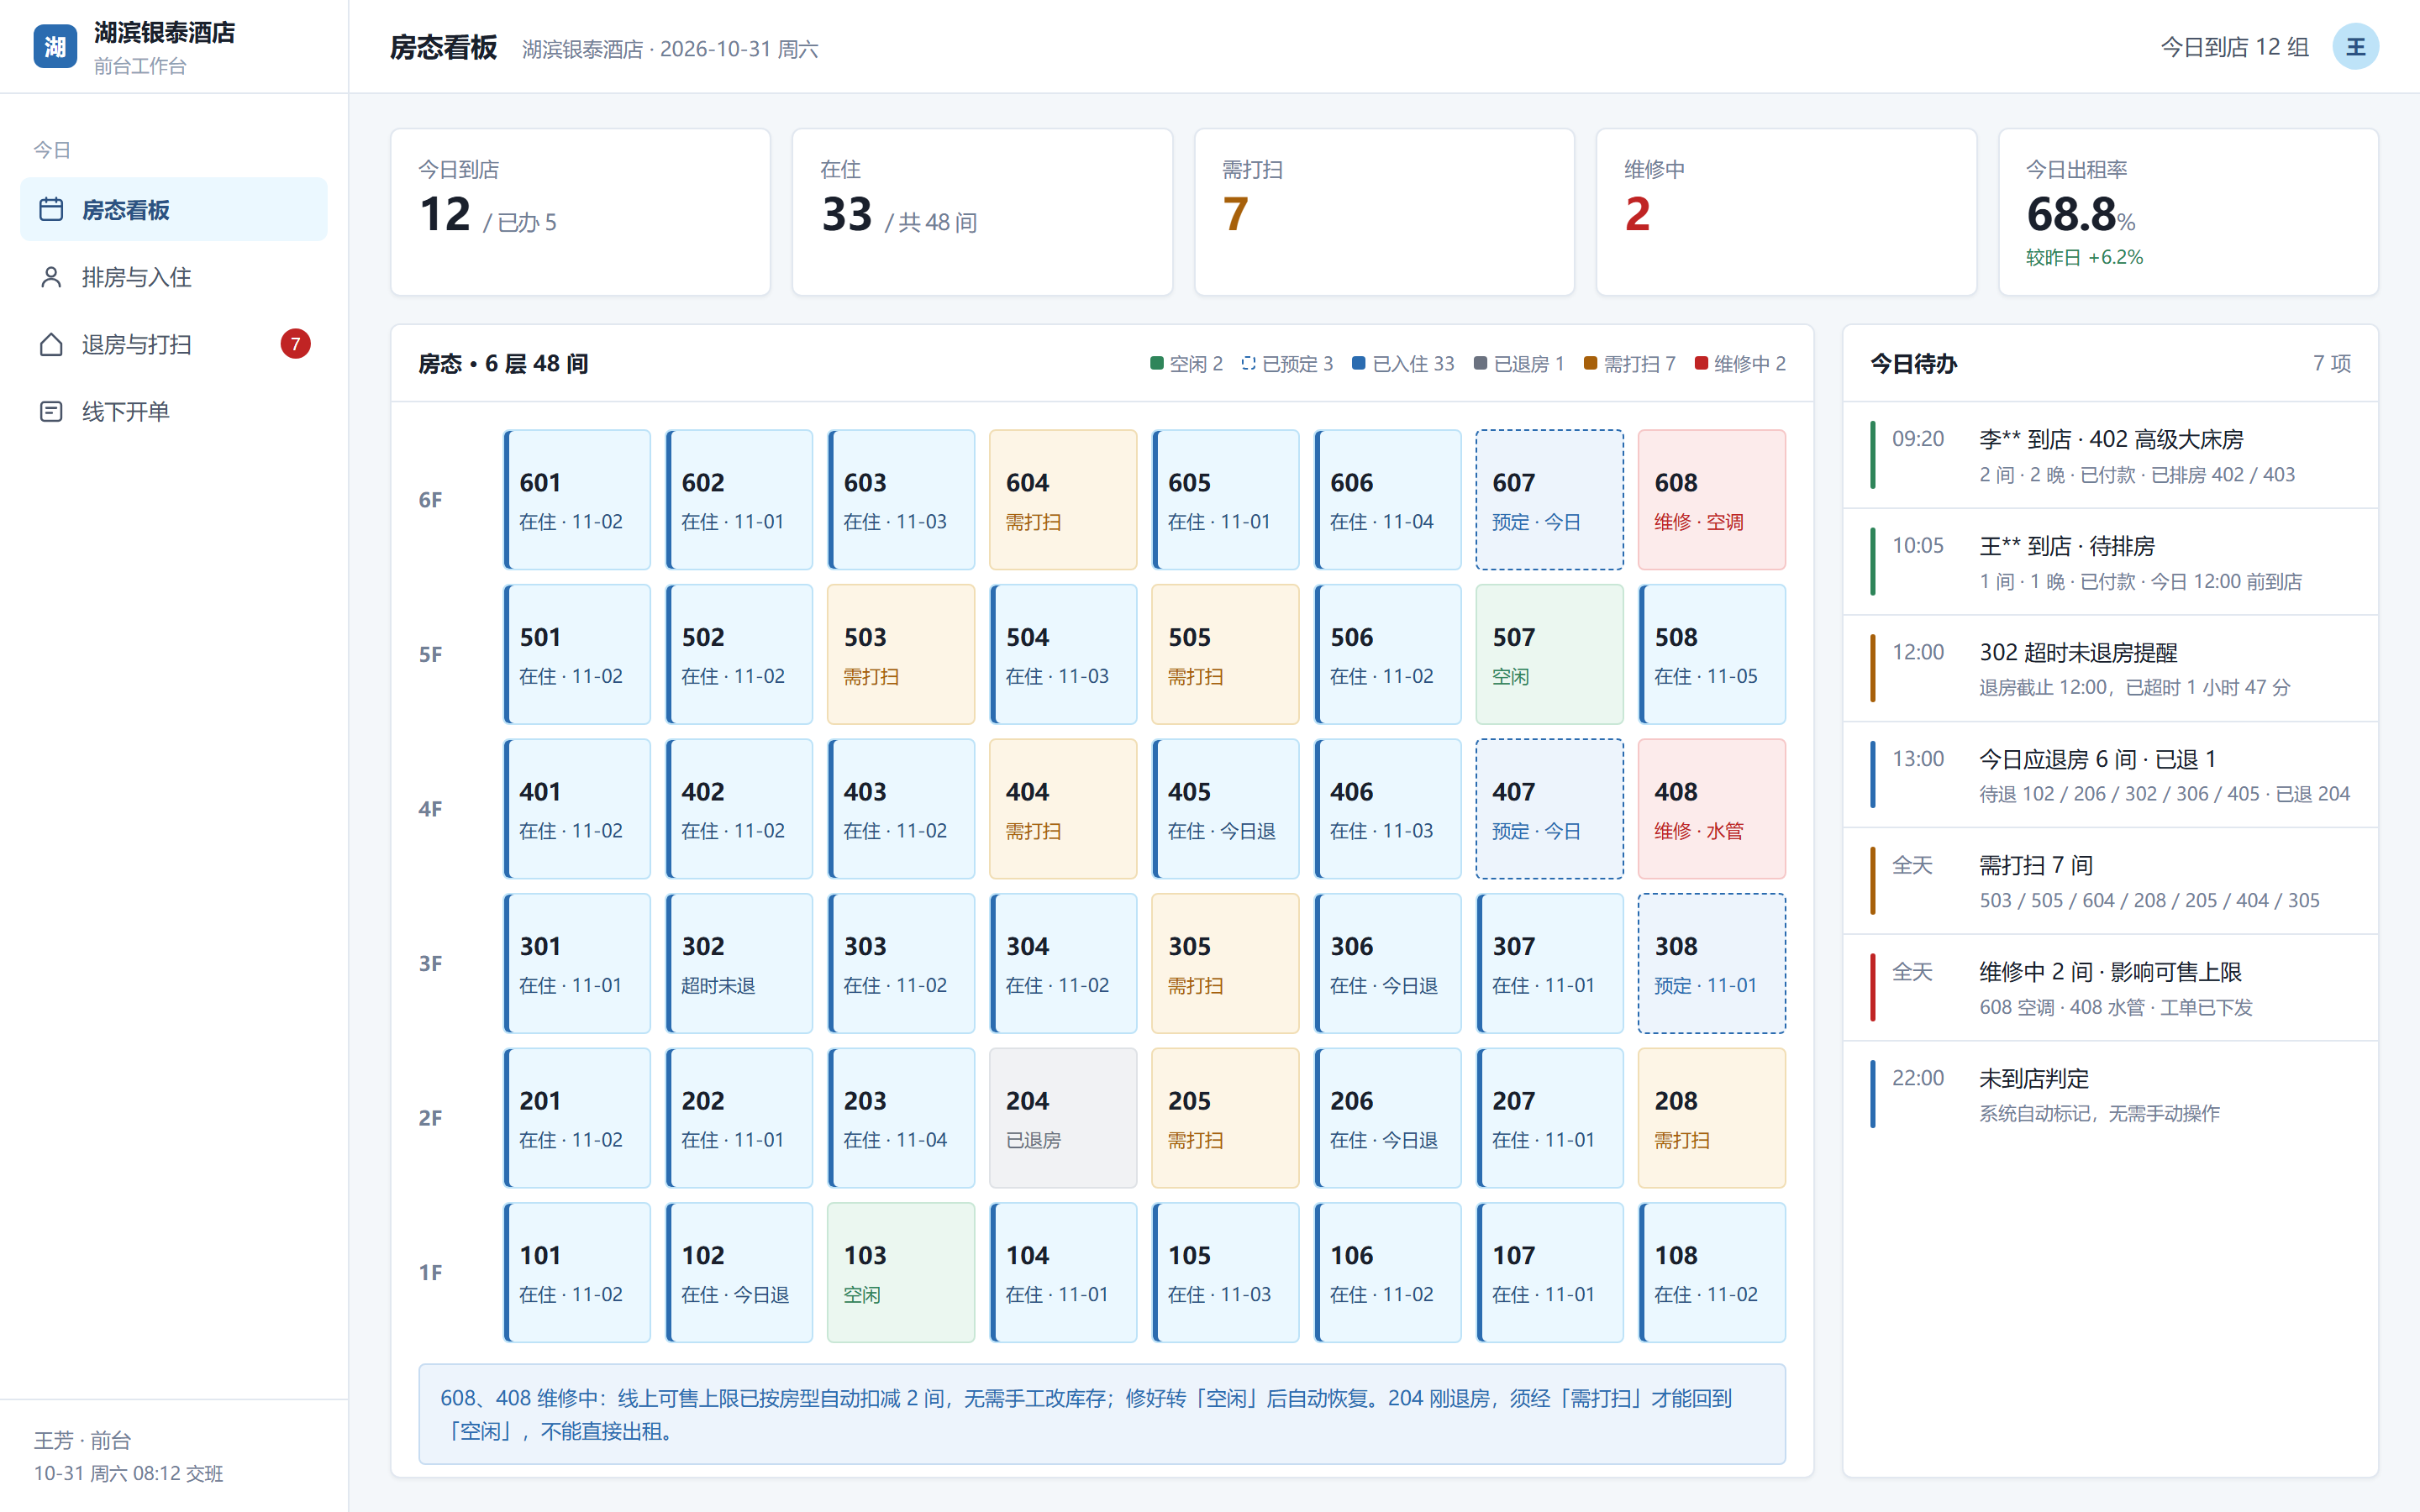 湖
湖滨银泰酒店
前台工作台
今日
房态看板
排房与入住
退房与打扫 7
线下开单
王芳 · 前台
10-31 周六 08:12 交班
房态看板 湖滨银泰酒店 · 2026-10-31 周六
今日到店 12 组 王
今日到店
12 / 已办 5
在住
33 / 共 48 间
需打扫
7
维修中
2
今日出租率
68.8%
较昨日 +6.2%
房态 • 6 层 48 间
空闲 2 已预定 3 已入住 33 已退房 1 需打扫 7 维修中 2
6F
601 602 603 604 605 606 607 608
在住 · 11-02 在住 · 11-01 在住 · 11-03 需打扫 在住 · 11-01 在住 · 11-04 预定 · 今日 维修 · 空调
5F
501 502 503 504 505 506 507 508
在住 · 11-02 在住 · 11-02 需打扫 在住 · 11-03 需打扫 在住 · 11-02 空闲 在住 · 11-05
4F
401 402 403 404 405 406 407 408
在住 · 11-02 在住 · 11-02 在住 · 11-02 需打扫 在住 · 今日退 在住 · 11-03 预定 · 今日 维修 · 水管
3F
301 302 303 304 305 306 307 308
在住 · 11-01 超时未退 在住 · 11-02 在住 · 11-02 需打扫 在住 · 今日退 在住 · 11-01 预定 · 11-01
2F
201 202 203 204 205 206 207 208
在住 · 11-02 在住 · 11-01 在住 · 11-04 已退房 需打扫 在住 · 今日退 在住 · 11-01 需打扫
1F
101 102 103 104 105 106 107 108
在住 · 11-02 在住 · 今日退 空闲 在住 · 11-01 在住 · 11-03 在住 · 11-02 在住 · 11-01 在住 · 11-02
608、408 维修中：线上可售上限已按房型自动扣减 2 间，无需手工改库存；修好转「空闲」后自动恢复。204 刚退房，须经「需打扫」才能回到
「空闲」，不能直接出租。
今日待办 7 项
09:20 李** 到店 · 402 高级大床房
2 间 · 2 晚 · 已付款 · 已排房 402 / 403
10:05 王** 到店 · 待排房
1 间 · 1 晚 · 已付款 · 今日 12:00 前到店
12:00 302 超时未退房提醒
退房截止 12:00，已超时 1 小时 47 分
13:00 今日应退房 6 间 · 已退 1
待退 102 / 206 / 302 / 306 / 405 · 已退 204
全天 需打扫 7 间
503 / 505 / 604 / 208 / 205 / 404 / 305
全天 维修中 2 间 · 影响可售上限
608 空调 · 408 水管 · 工单已下发
22:00 未到店判定
系统自动标记，无需手动操作